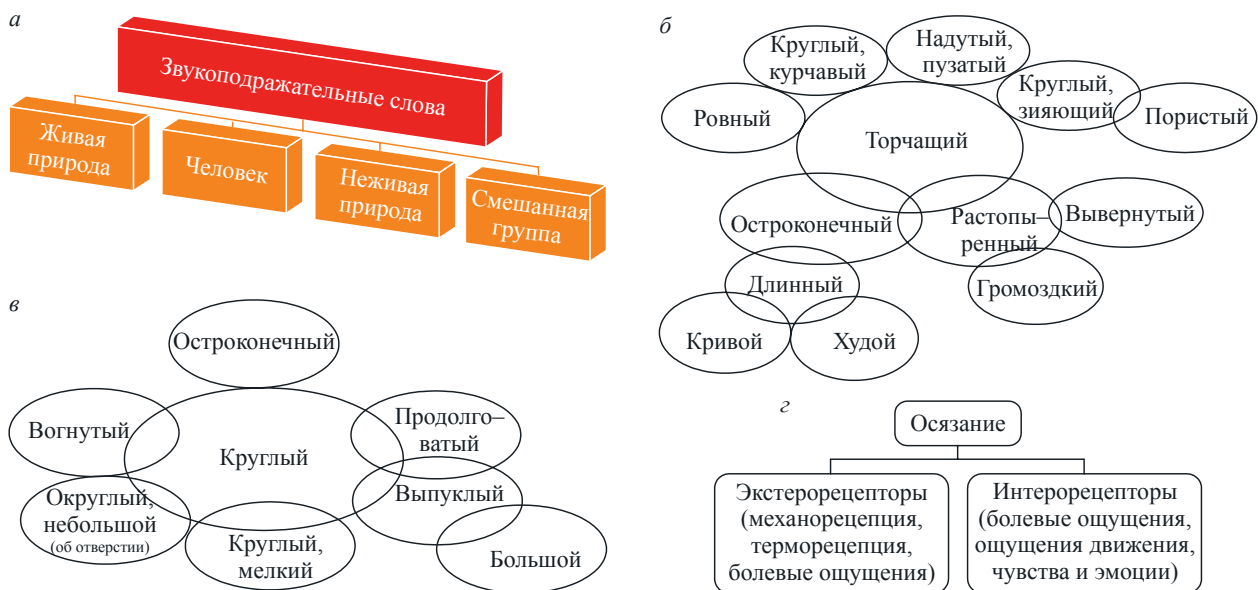 а
Звукоподражательные слова
Живая
природа
Человек
Неживая
природа
Смешанная
группа
б
Круглый,
курчавый
Надутый,
пузатый
Круглый,
зияющий
Ровный
Торчащий
Пористый
Остроконечный
Растопы–
ренный
Вывернутый
Длинный
Громоздкий
Кривой
Худой
в
Остроконечный
Вогнутый
Круглый
Продолго–
ватый
Выпуклый
Округлый,
небольшой
(об отверстии)
Круглый,
мелкий
Большой
г
Осязание
Экстерорецепторы
(механорецепция,
терморецепция,
болевые ощущения)
Интерорецепторы
(болевые ощущения,
ощущения движения,
чувства и эмоции)